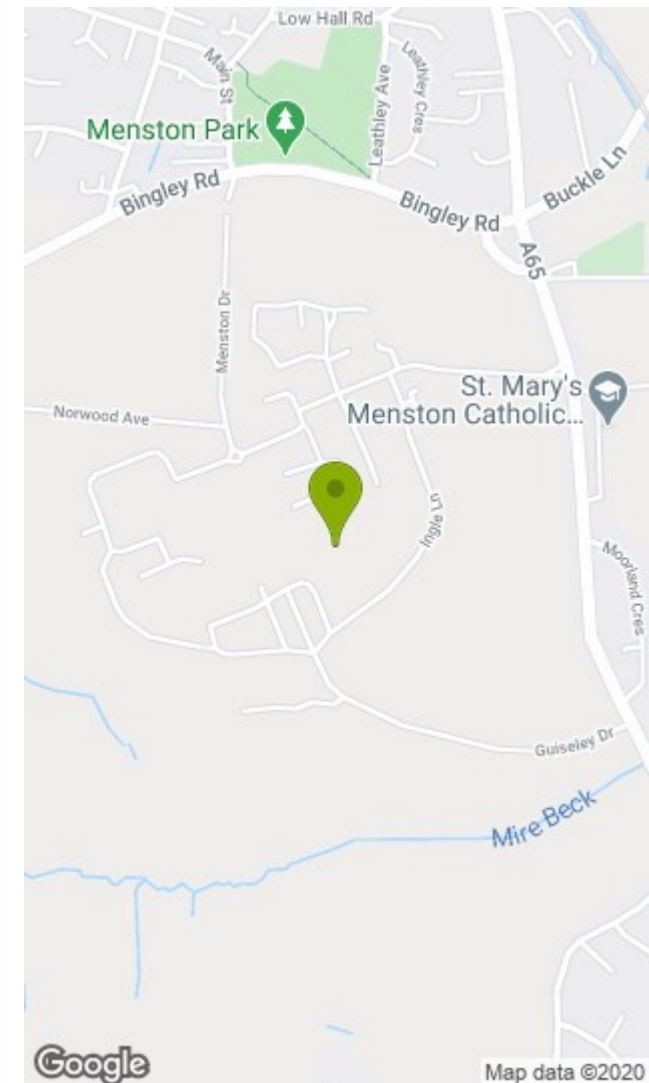 Low Hall Rd
Main St
Leathley Ave
Leathley Cres
Menston Park
Bingley Rd
Bingley Rd
Buckle Ln
A65
Menston Dr
St. Mary's
Menston Catholic...
Norwood Ave
Ingle Ln
Moorland Cres
Guiseley Dr
Mire Beck
Google
Map data ©2020